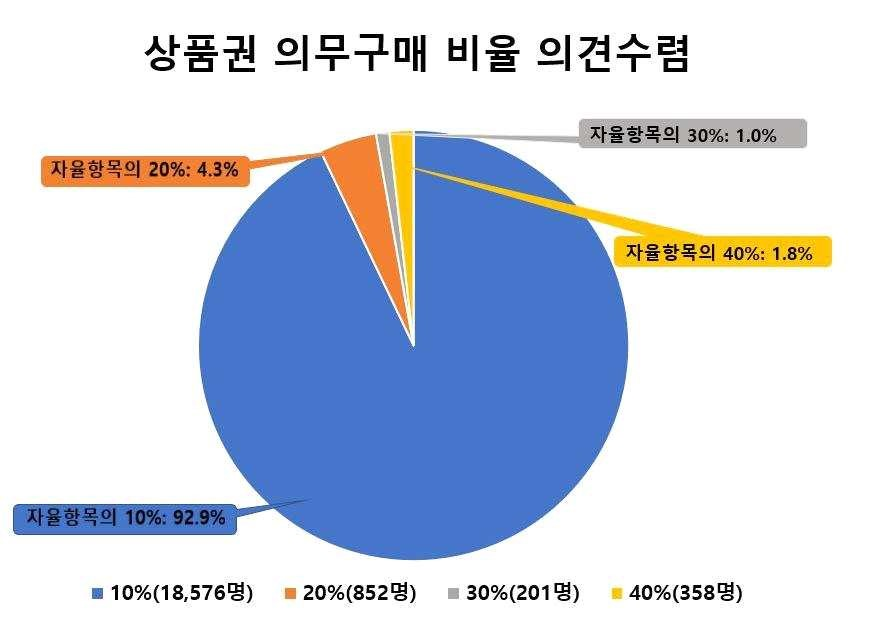 상품권 의무구매 비율 의견수렴
자율항목의 30%: 1.0%
자율항목의 20%: 4.3%
자율항목의 40%: 1.8%
자율항목의 10%: 92.9%
10%(18,576명) 20%(852명) 30%(201명) 40%(358명)